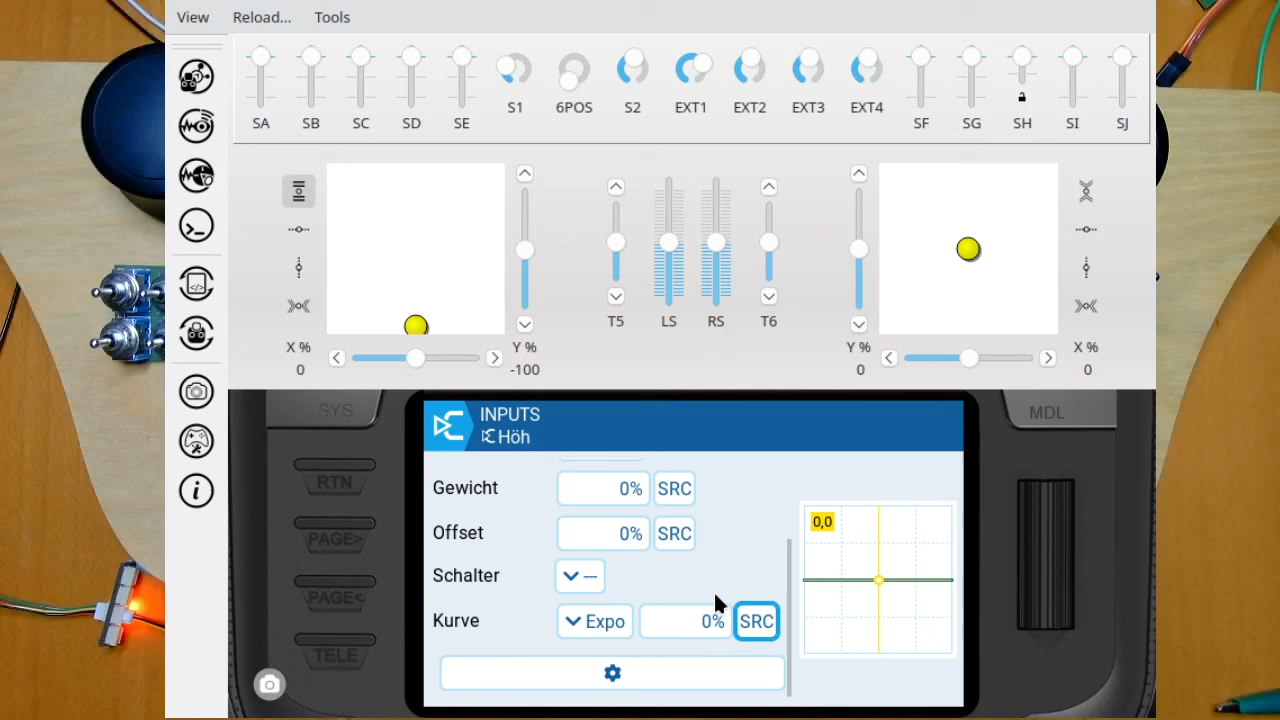 View Reload... Tools
SA SB SC SD SE S1 6POS S2 EXT1 EXT2 EXT3 EXT4 SF SG SH SI SJ
T5 LS RS T6
X % Y % Y % X %
0 -100 0 0
SYS MDL
INPUTS
Höh
RTN
PAGE>
PAGE<
TELE
Gewicht 0% SRC
Offset 0% SRC
Schalter ---
Kurve Expo 0% SRC
0,0